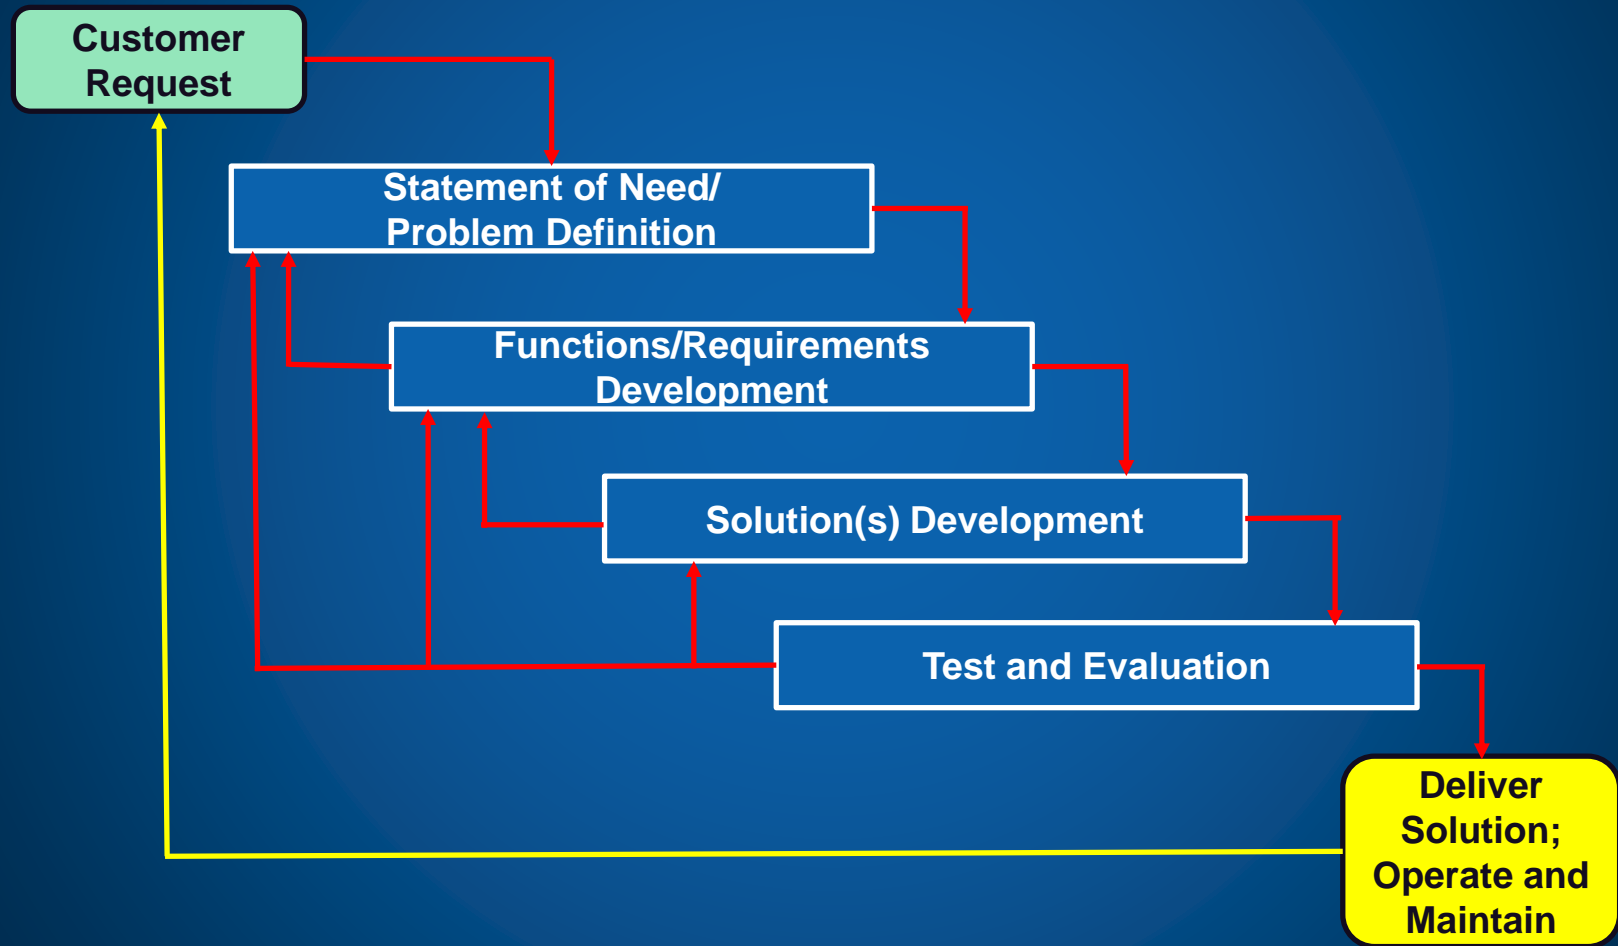 Customer
Request
Statement of Need/
Problem Definition
Functions/Requirements
Development
Solution(s) Development
Test and Evaluation
Deliver
Solution;
Operate and
Maintain